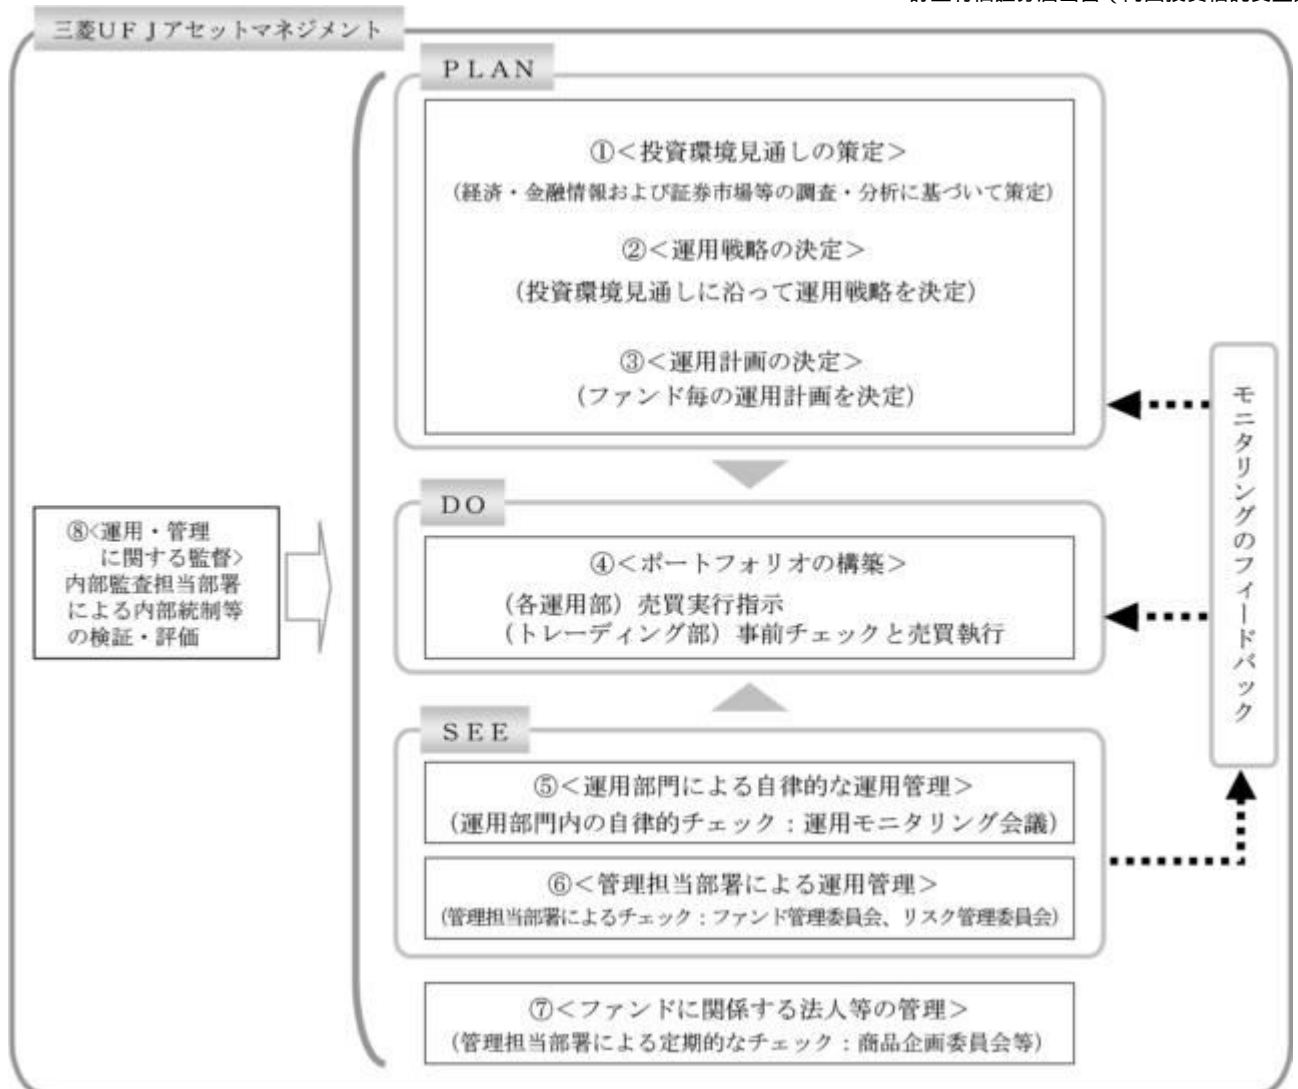 三菱ＵＦＪアセットマネジメント
ＰＬＡＮ
①＜投資環境見通しの策定＞
(経済・金融情報および証券市場等の調査・分析に基づいて策定)
②＜運用戦略の決定＞
(投資環境見通しに沿って運用戦略を決定)
③＜運用計画の決定＞
(ファンド毎の運用計画を決定)
ＤＯ
④＜ポートフォリオの構築＞
(各運用部) 売買実行指示
(トレーディング部) 事前チェックと売買執行
ＳＥＥ
⑤＜運用部門による自律的な運用管理＞
(運用部門内の自律的チェック：運用モニタリング会議)
⑥＜管理担当部署による運用管理＞
(管理担当部署によるチェック：ファンド管理委員会、リスク管理委員会)
⑦＜ファンドに関係する法人等の管理＞
(管理担当部署による定期的なチェック：商品企画委員会等)
⑧<運用・管理
に関する監督>
内部監査担当部署
による内部統制等
の検証・評価
モニタリングのフィードバック